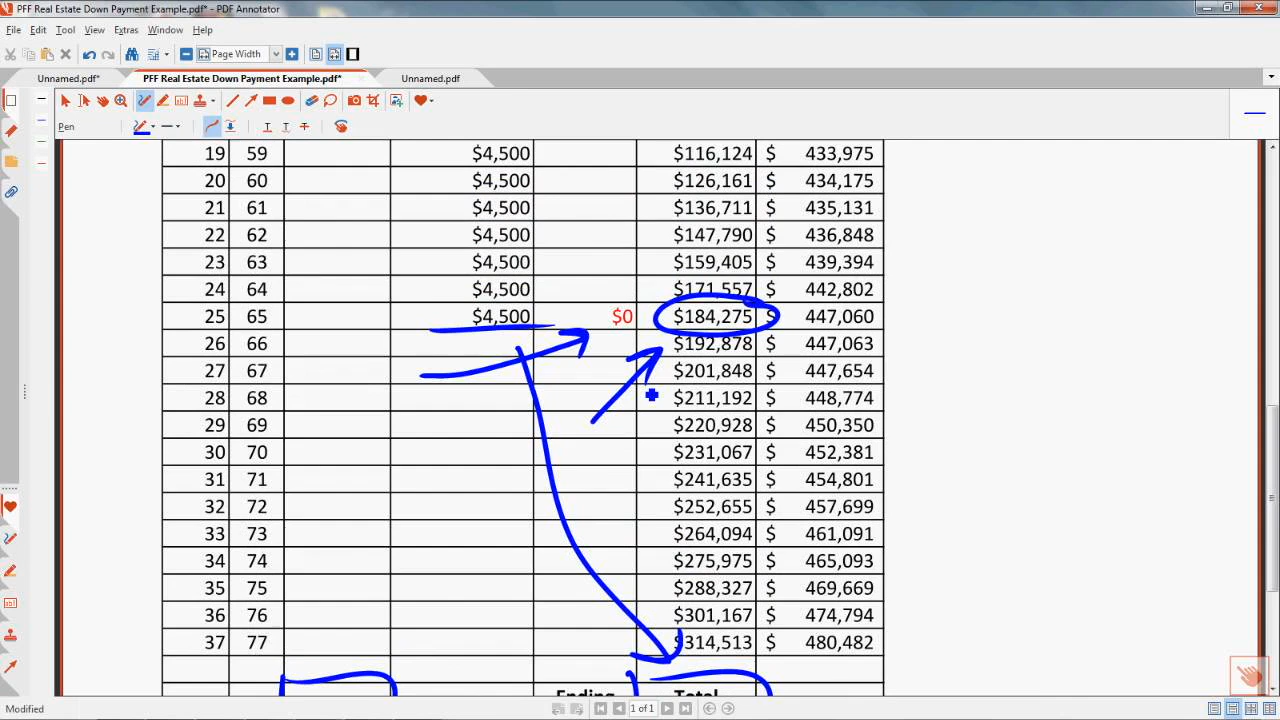 PFF Real Estate Down Payment Example.pdf* - PDF Annotator
File Edit Tool View Extras Window Help
Page Width
Unnamed.pdf* PFF Real Estate Down Payment Example.pdf* Unnamed.pdf
Pen
19 59 $4,500 $116,124 $ 433,975
20 60 $4,500 $126,161 $ 434,175
21 61 $4,500 $136,711 $ 435,131
22 62 $4,500 $147,790 $ 436,848
23 63 $4,500 $159,405 $ 439,394
24 64 $4,500 $171,557 $ 442,802
25 65 $4,500 $0 $184,275 $ 447,060
26 66 $192,878 $ 447,063
27 67 $201,848 $ 447,654
28 68 $211,192 $ 448,774
29 69 $220,928 $ 450,350
30 70 $231,067 $ 452,381
31 71 $241,635 $ 454,801
32 72 $252,655 $ 457,699
33 73 $264,094 $ 461,091
34 74 $275,975 $ 465,093
35 75 $288,327 $ 469,669
36 76 $301,167 $ 474,794
37 77 $314,513 $ 480,482
Ending Total
Modified 1 of 1